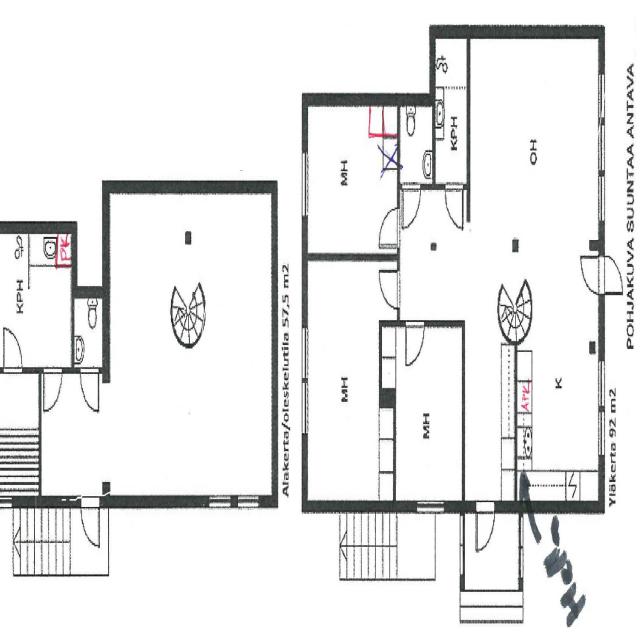 KPH
PK
Alakerta/oleskelutila 57,5 m2
MH
MH
MH
KPH
OH
K
APK
Yläkerta 92 m2
POHJAKUVA SUUNTAA ANTAVA